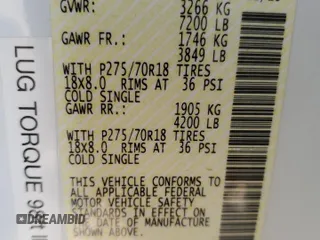 GVWR: 3266 KG
7200 LB
GAWR FR.: 1746 KG
3849 LB
WITH P275/70R18 TIRES
18X8.0 RIMS AT 36 PSI
COLD SINGLE
GAWR RR.: 1905 KG
4200 LB
WITH P275/70R18 TIRES
18X8.0 RIMS AT 36 PSI
COLD SINGLE
THIS VEHICLE CONFORMS TO
ALL APPLICABLE FEDERAL
MOTOR VEHICLE SAFETY
STANDARDS IN EFFECT ON
DATE OF MANUFACTURE
LUG TORQUE
DREAMBID